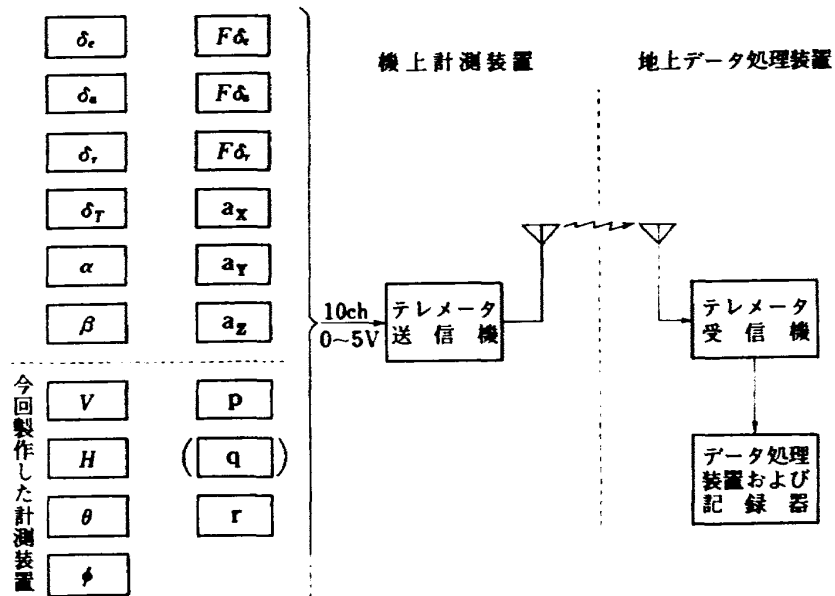 機上計測装置
地上データ処理装置
δe
Fδe
δa
Fδa
δr
Fδr
δT
aX
α
aY
β
aZ
10ch
0~5V
テレメータ
送信機
テレメータ
受信機
データ処理
装置および
記録器
今回製作した計測装置
V
p
H
(q)
θ
r
φ